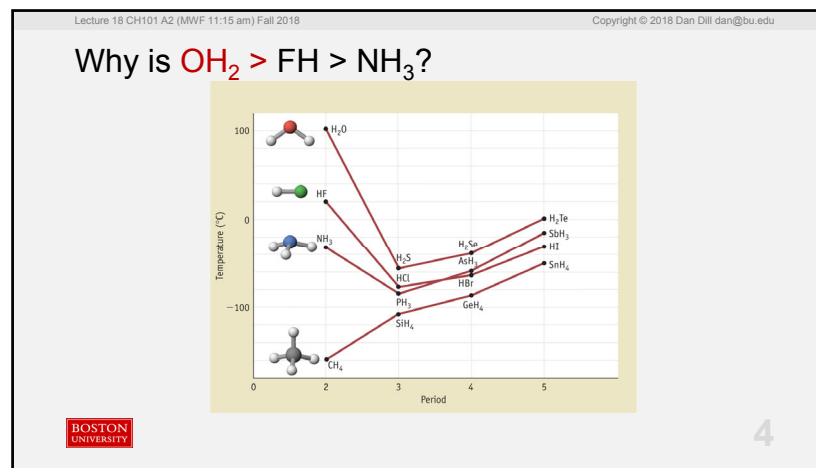 Lecture 18 CH101 A2 (MWF 11:15 am) Fall 2018
Copyright © 2018 Dan Dill dan@bu.edu
Why is OH₂ > FH > NH₃?
100
0
−100
Temperature (°C)
H₂O
HF
NH₃
CH₄
H₂S
HCl
PH₃
SiH₄
H₂Se
AsH₃
HBr
GeH₄
H₂Te
SbH₃
HI
SnH₄
0 2 3 4 5
Period
BOSTON
UNIVERSITY
4